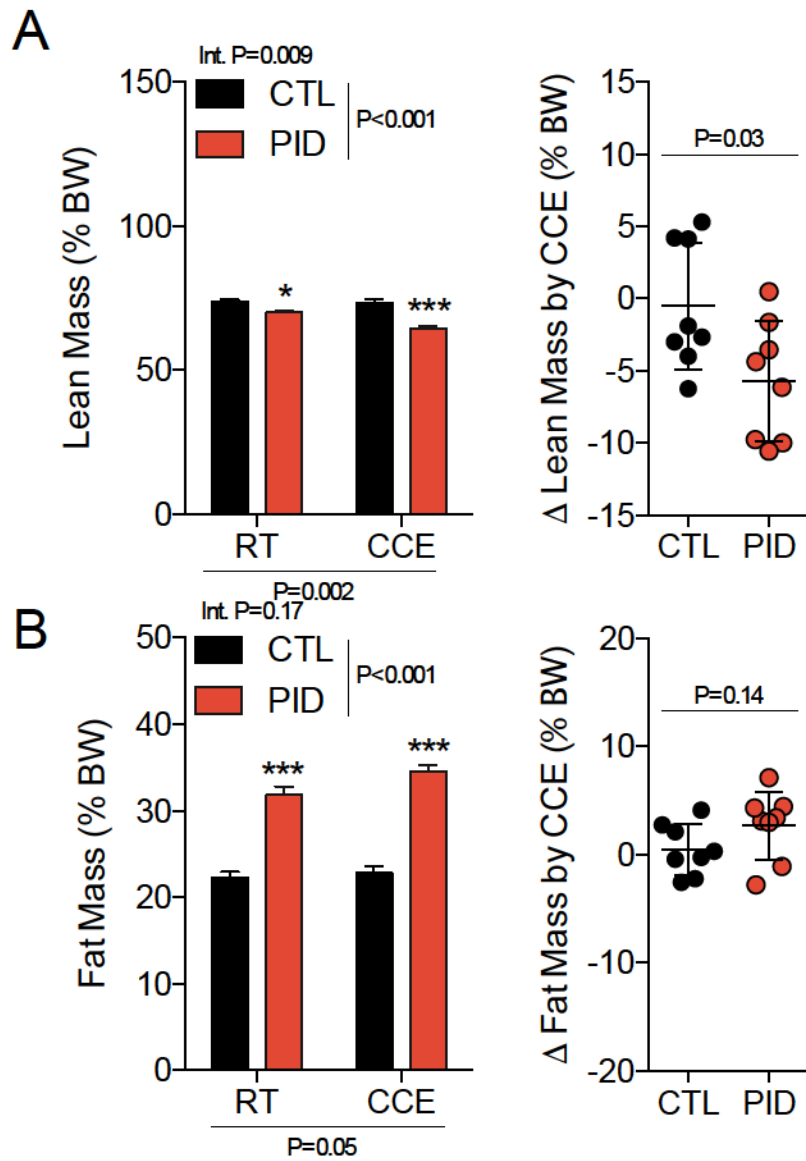 A
Int. P=0.009
CTL
PID
P<0.001
Lean Mass (% BW)
150
100
50
0
*
***
RT
CCE
P=0.002
Δ Lean Mass by CCE (% BW)
15
10
5
0
-5
-10
-15
P=0.03
CTL
PID
B
Int. P=0.17
CTL
PID
P<0.001
Fat Mass (% BW)
50
40
30
20
10
0
***
***
RT
CCE
P=0.05
Δ Fat Mass by CCE (% BW)
20
10
0
-10
-20
P=0.14
CTL
PID